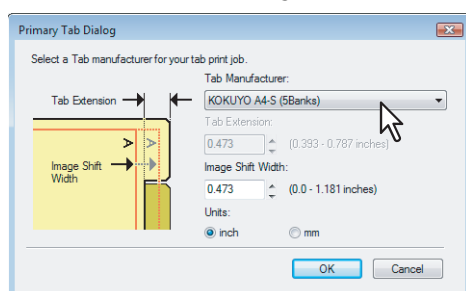 Primary Tab Dialog
Select a Tab manufacturer for your tab print job.
Tab Manufacturer:
Tab Extension
KOKUYO A4-S (5Banks)
Tab Extension:
0.473
(0.393 - 0.787 inches)
A
A
Image Shift Width
Image Shift Width:
0.473
(0.0 - 1.181 inches)
Units:
inch
mm
OK
Cancel